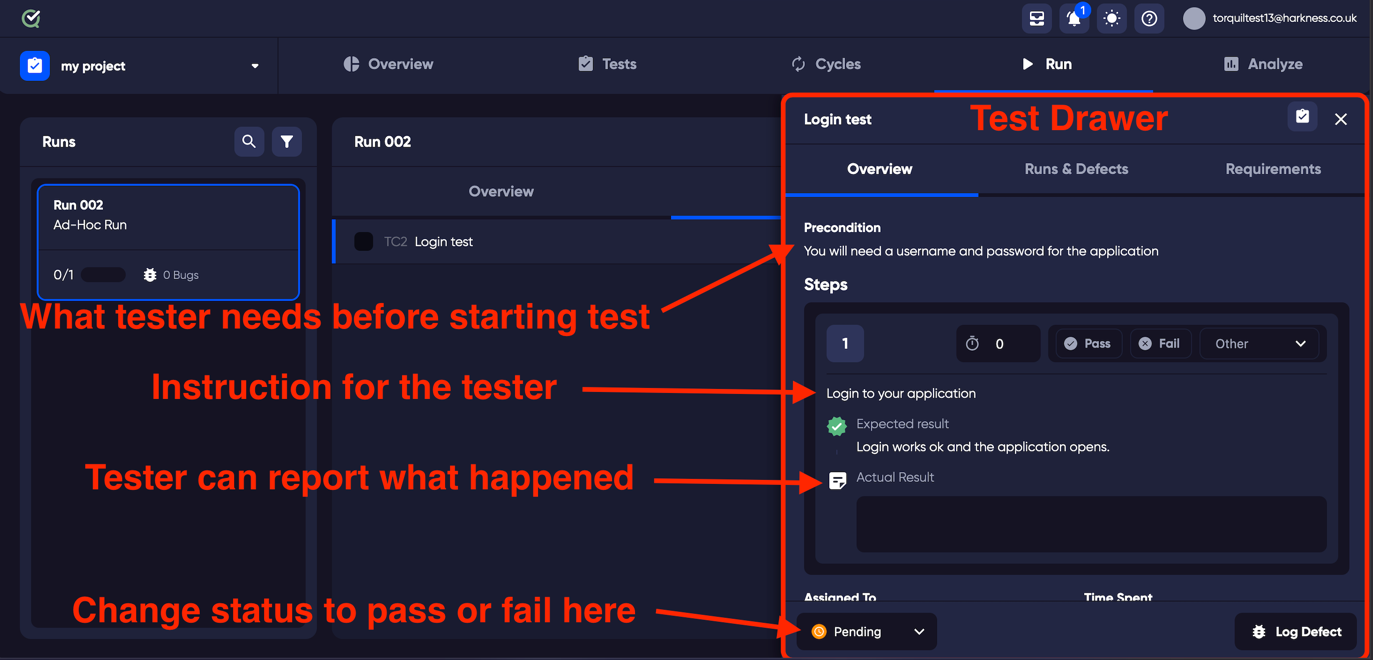 1
torquiltest13@harkness.co.uk
my project
Overview
Tests
Cycles
Run
Analyze
Runs
Run 002
Ad-Hoc Run
0/1
0 Bugs
Run 002
Overview
TC2 Login test
Login test
Test Drawer
Overview
Runs & Defects
Requirements
Precondition
You will need a username and password for the application
What tester needs before starting test
Steps
1
0
Pass
Fail
Other
Instruction for the tester
Login to your application
Expected result
Login works ok and the application opens.
Tester can report what happened
Actual Result
Assigned To
Time Spent
Change status to pass or fail here
Pending
Log Defect